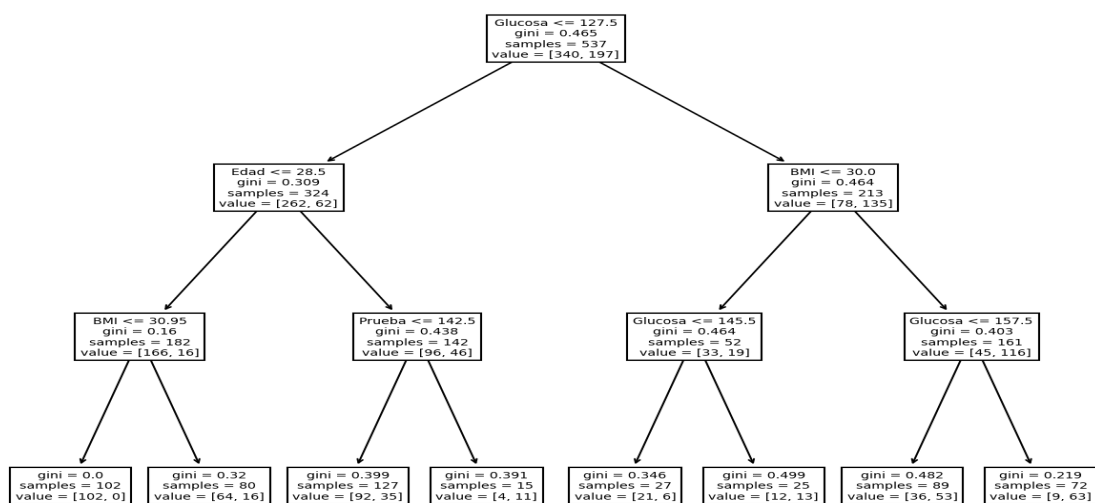 Glucosa <= 127.5
gini = 0.465
samples = 537
value = [340, 197]
Edad <= 28.5
gini = 0.309
samples = 324
value = [262, 62]
BMI <= 30.0
gini = 0.464
samples = 213
value = [78, 135]
BMI <= 30.95
gini = 0.16
samples = 182
value = [166, 16]
Prueba <= 142.5
gini = 0.438
samples = 142
value = [96, 46]
Glucosa <= 145.5
gini = 0.464
samples = 52
value = [33, 19]
Glucosa <= 157.5
gini = 0.403
samples = 161
value = [45, 116]
gini = 0.0
samples = 102
value = [102, 0]
gini = 0.32
samples = 80
value = [64, 16]
gini = 0.399
samples = 127
value = [92, 35]
gini = 0.391
samples = 15
value = [4, 11]
gini = 0.346
samples = 27
value = [21, 6]
gini = 0.499
samples = 25
value = [12, 13]
gini = 0.482
samples = 89
value = [36, 53]
gini = 0.219
samples = 72
value = [9, 63]